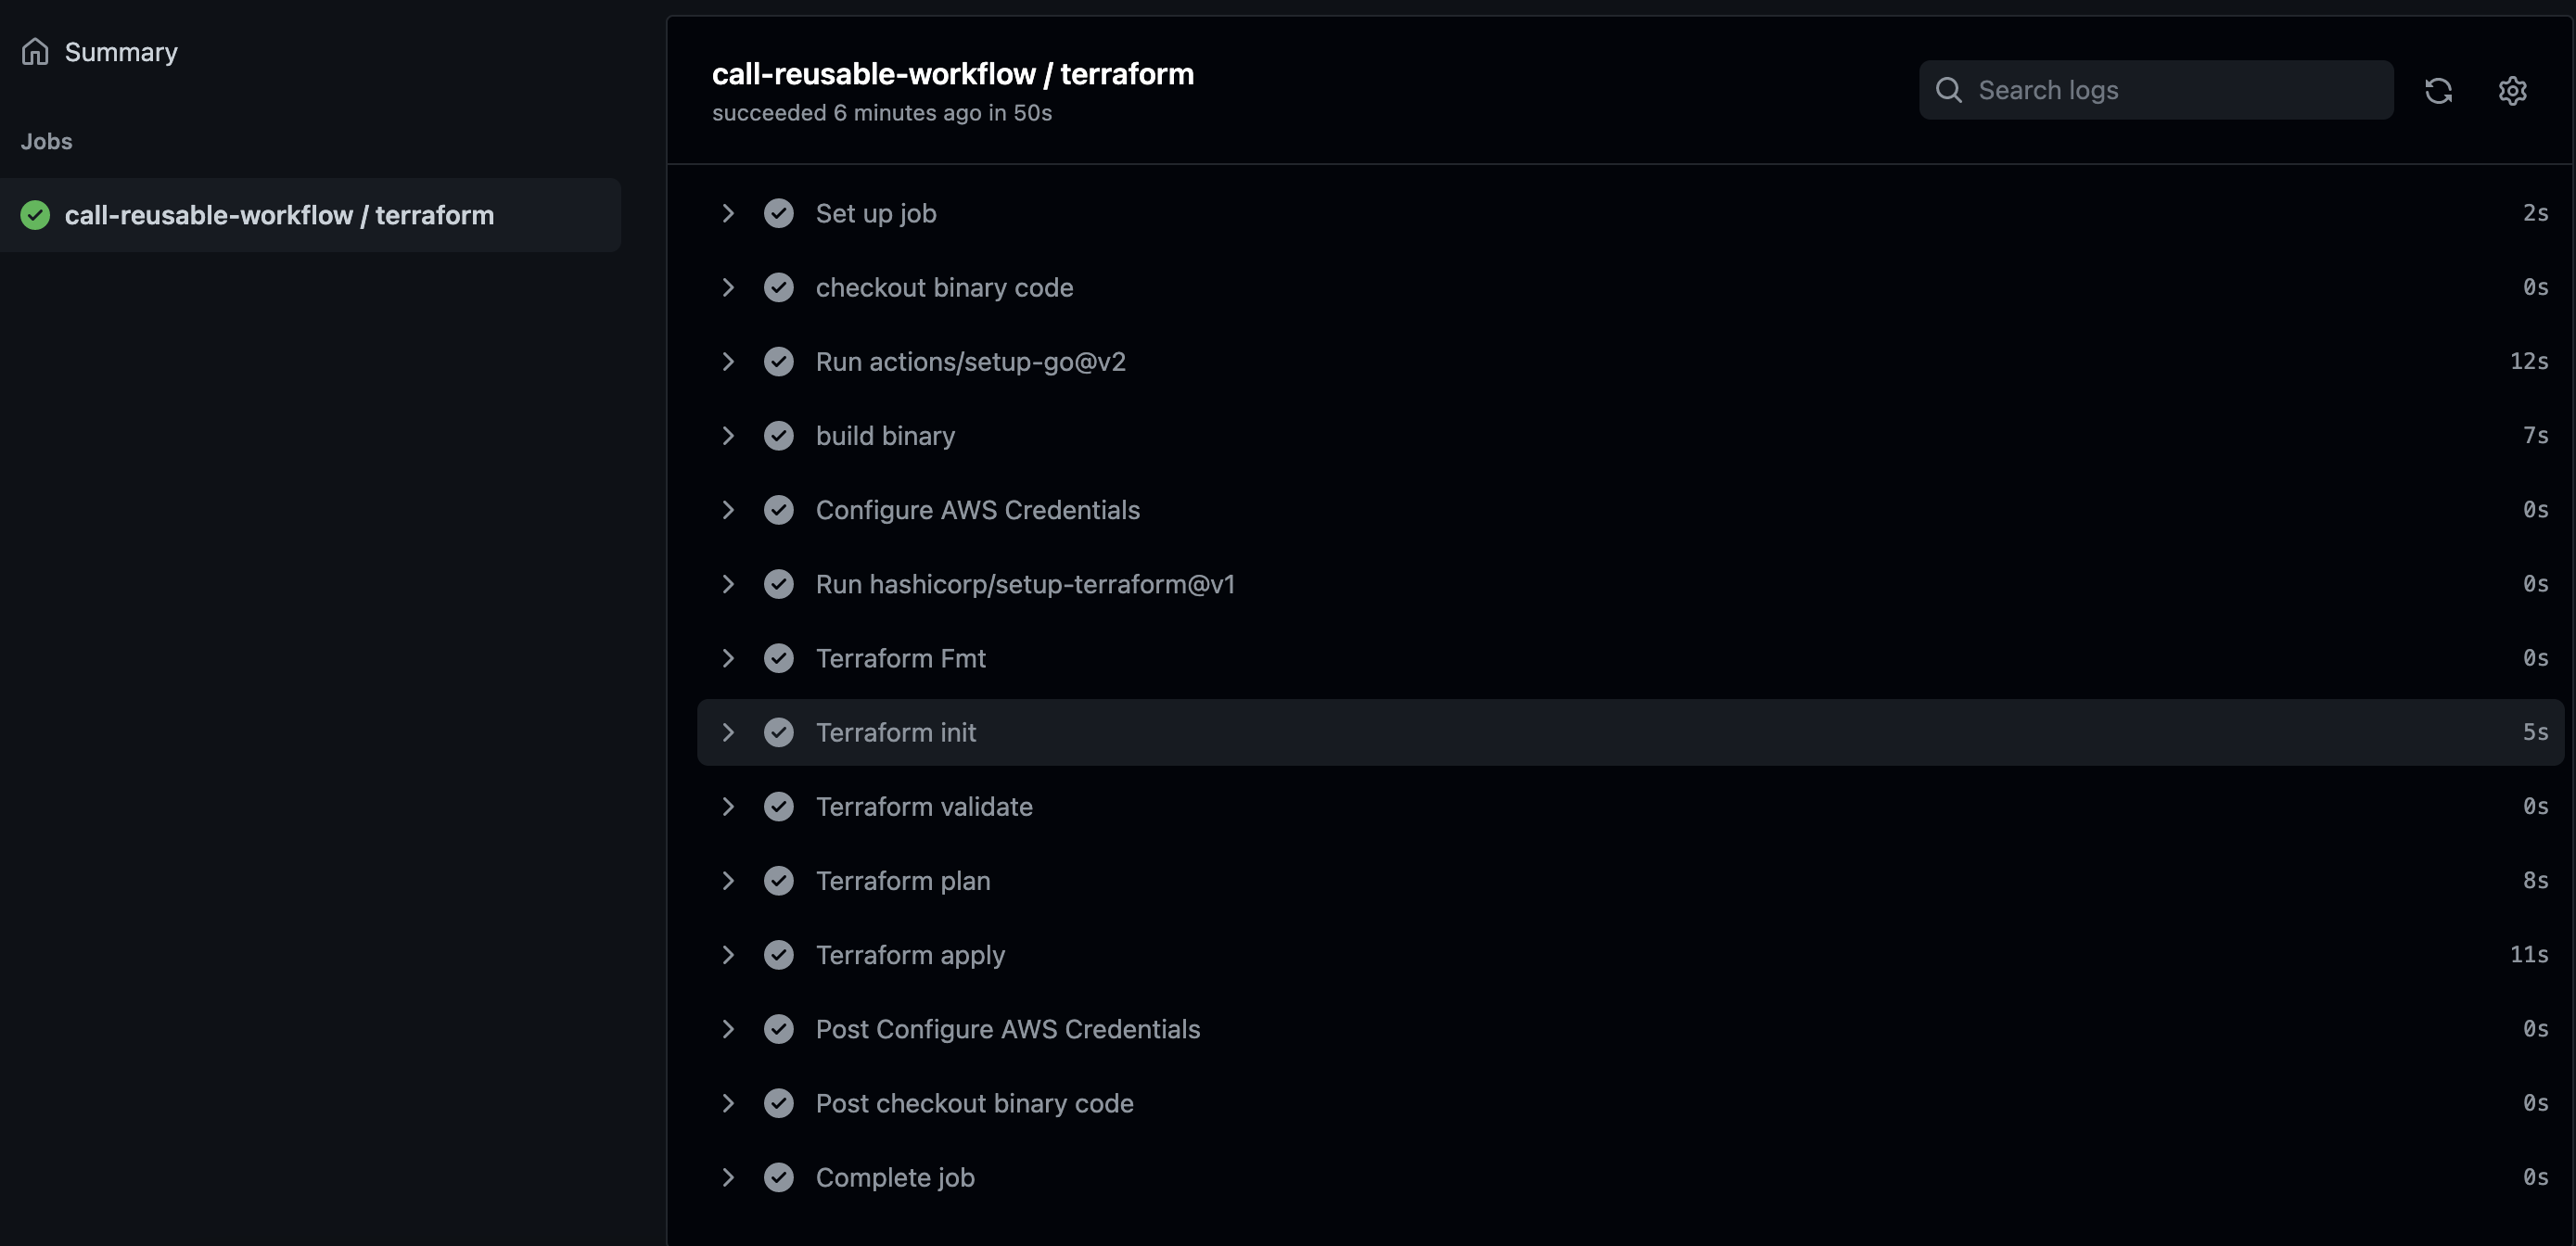 Summary
Jobs
call-reusable-workflow / terraform
call-reusable-workflow / terraform
succeeded 6 minutes ago in 50s
Search logs
Set up job 2s
checkout binary code 0s
Run actions/setup-go@v2 12s
build binary 7s
Configure AWS Credentials 0s
Run hashicorp/setup-terraform@v1 0s
Terraform Fmt 0s
Terraform init 5s
Terraform validate 0s
Terraform plan 8s
Terraform apply 11s
Post Configure AWS Credentials 0s
Post checkout binary code 0s
Complete job 0s